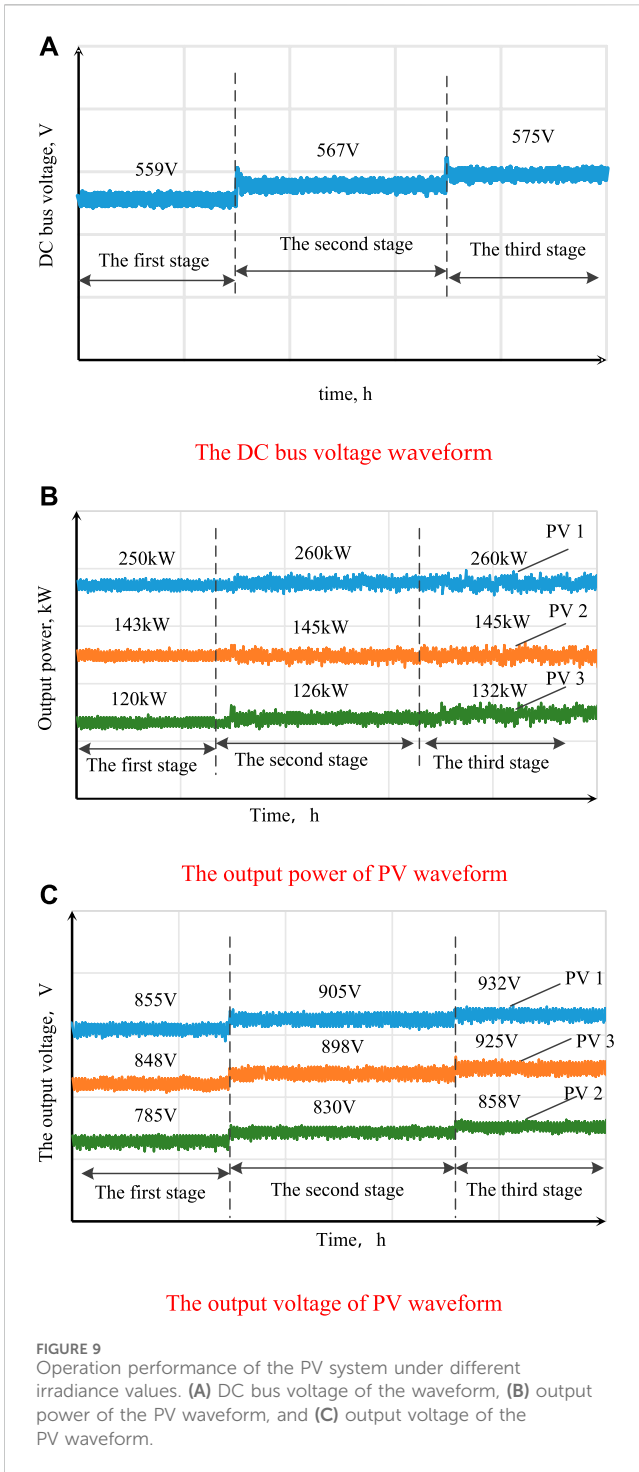 A
DC bus voltage, V
559V
567V
575V
The first stage
The second stage
The third stage
time, h
The DC bus voltage waveform
B
Output power, kW
250kW
260kW
260kW
PV 1
143kW
145kW
145kW
PV 2
120kW
126kW
132kW
PV 3
The first stage
The second stage
The third stage
Time, h
The output power of PV waveform
C
The output voltage, V
855V
905V
932V
PV 1
848V
898V
925V
PV 3
785V
830V
858V
PV 2
The first stage
The second stage
The third stage
Time, h
The output voltage of PV waveform
FIGURE 9
Operation performance of the PV system under different
irradiance values. (A) DC bus voltage of the waveform, (B) output
power of the PV waveform, and (C) output voltage of the
PV waveform.